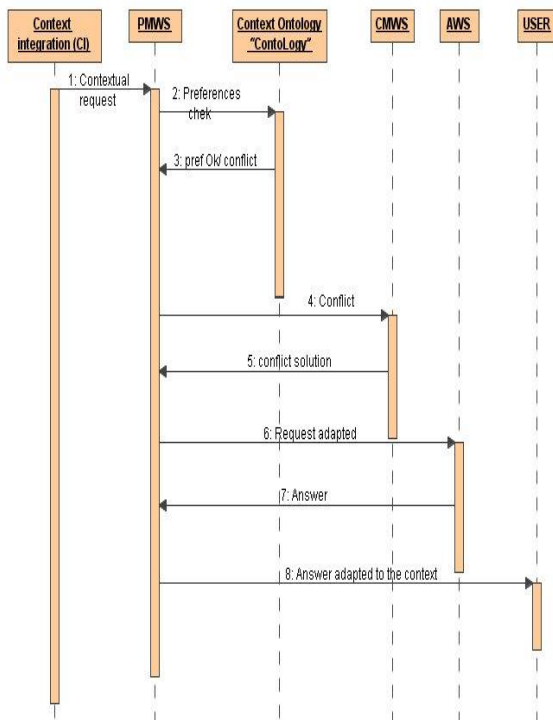 Context
integration (CI)
PMWS
Context Ontology
"ContoLogy"
CMWS
AWS
USER
1: Contextual
request
2: Preferences
chek
3: pref Ok/ conflict
4: Conflict
5: conflict solution
6: Request adapted
7: Answer
8: Answer adapted to the context